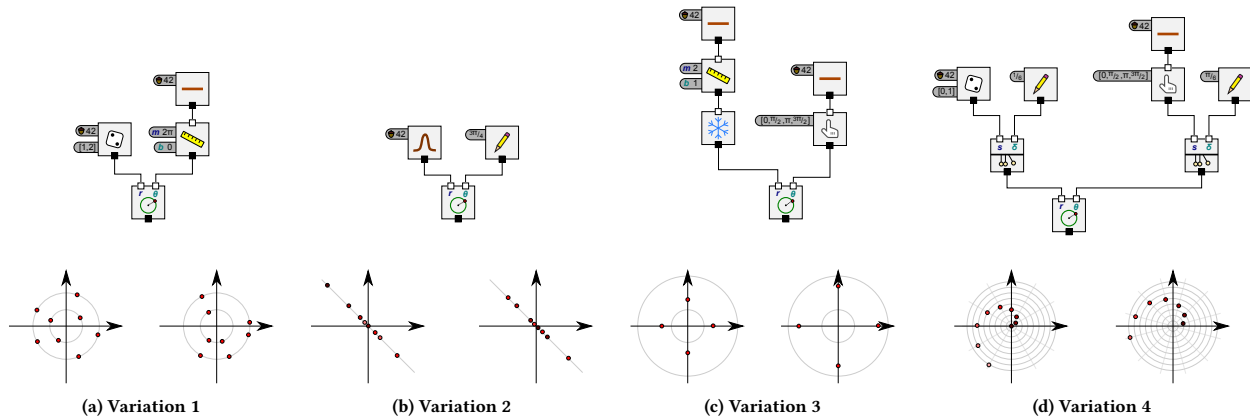 42
42
[1,2]
m 2π
b 0
r θ
(a) Variation 1
42
3π/4
r θ
(b) Variation 2
42
m 2
b 1
42
[0,π/2,π,3π/2]
r θ
(c) Variation 3
42
42
[0,1]
1/6
[0,π/2,π,3π/2]
π/6
s δ
s δ
r θ
(d) Variation 4